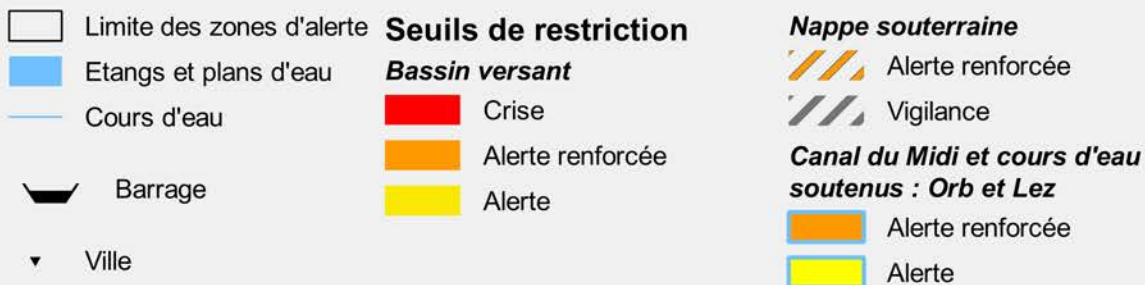 Limite des zones d'alerte
Etangs et plans d'eau
Cours d'eau
Barrage
Ville
Seuils de restriction
Bassin versant
Crise
Alerte renforcée
Alerte
Nappe souterraine
Alerte renforcée
Vigilance
Canal du Midi et cours d'eau
soutenus : Orb et Lez
Alerte renforcée
Alerte